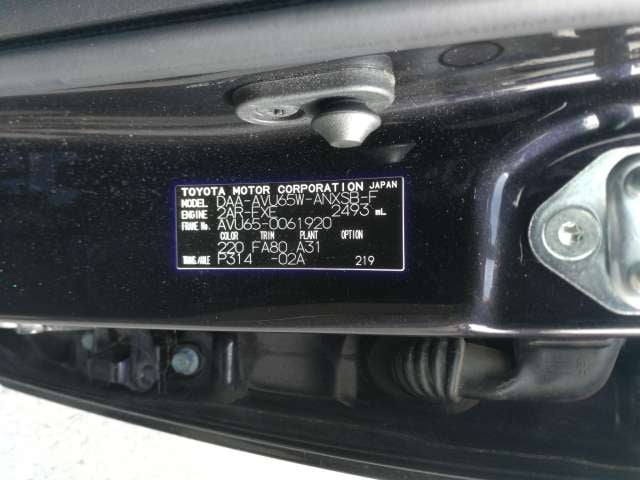 TOYOTA MOTOR CORPORATION JAPAN
MODEL DAA-AVU65W-ANXSB-F
ENGINE 2AR-FXE 2493 mL
FRAME No. AVU65-0061920
COLOR TRIM PLANT OPTION
220 FA80 A31
TRANS/AXLE P314 -02A 219